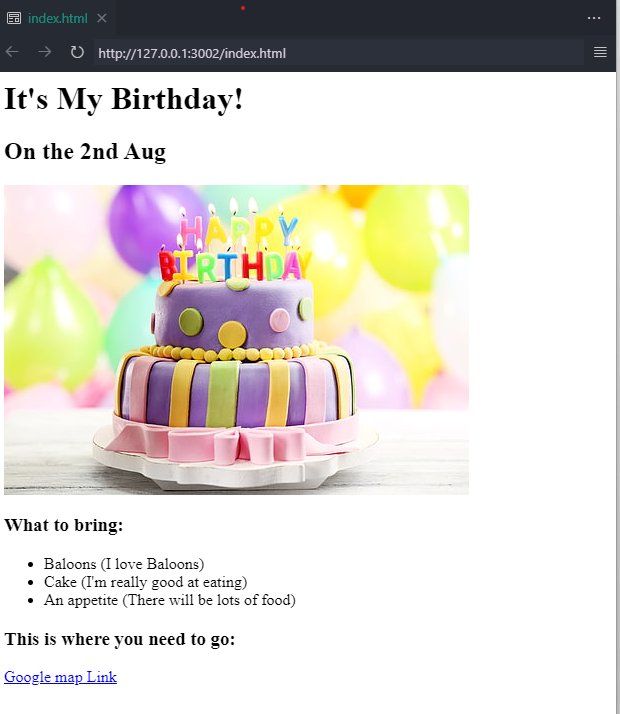 index.html
http://127.0.0.1:3002/index.html
It's My Birthday!
On the 2nd Aug
HAPPY
BIRTHDAY
What to bring:
Baloons (I love Baloons)
Cake (I'm really good at eating)
An appetite (There will be lots of food)
This is where you need to go:
Google map Link